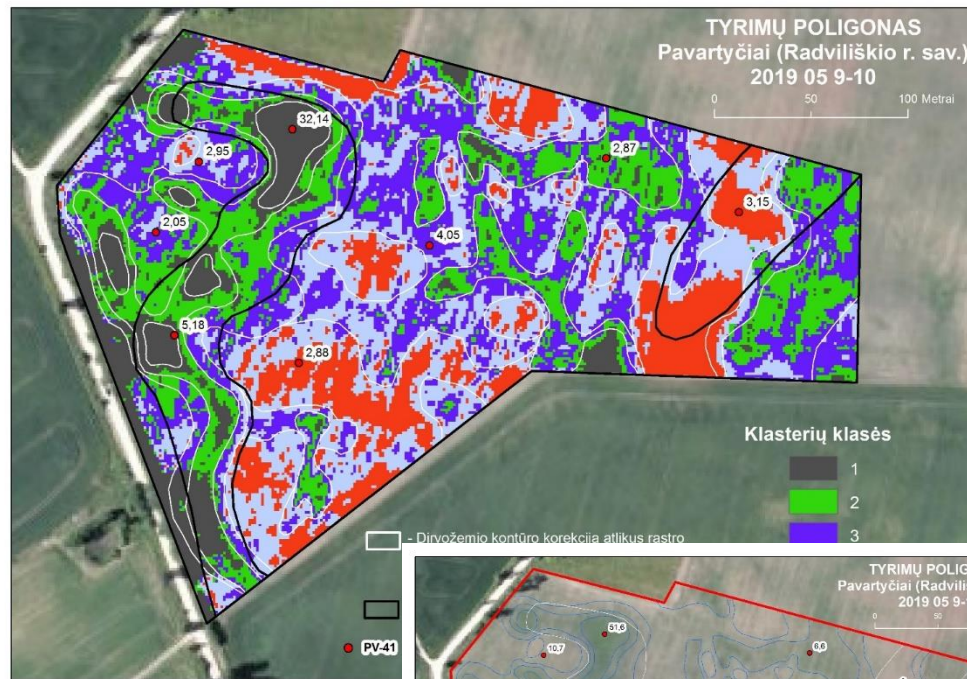 TYRIMŲ POLIGONAS
Pavartyčiai (Radviliškio r. sav.)
2019 05 9-10
0 50 100 Metrai
32,14
2,95
2,87
3,15
2,05
4,05
5,18
2,88
Klasterių klasės
1
2
3
- Dirvožemio kontūro korekcija atlikus rastro
PV-41
TYRIMŲ POLIG
Pavartyčiai (Radvili
2019 05 9-
0 50
51,6
10,7
6,6